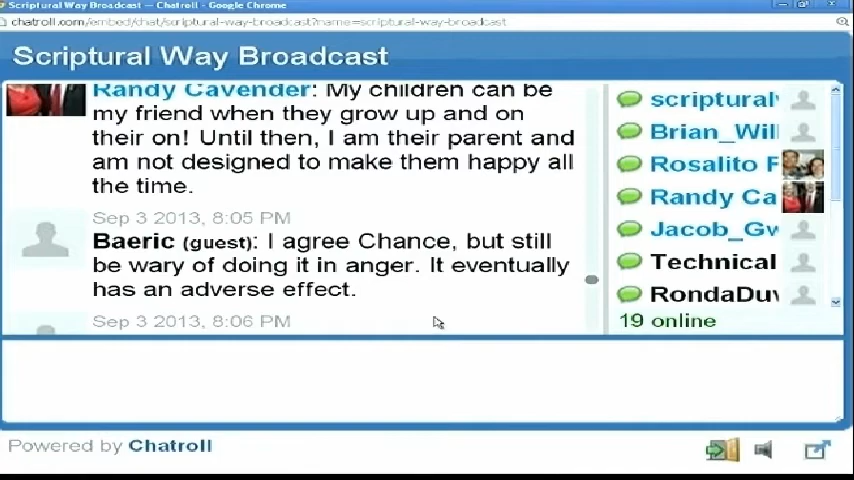 Scriptural Way Broadcast — Chatroll - Google Chrome
chatroll.com/embed/chat/scriptural-way-broadcast?name=scriptural-way-broadcast
Scriptural Way Broadcast
Randy Cavender: My children can be
my friend when they grow up and on
their on! Until then, I am their parent and
am not designed to make them happy all
the time.
Sep 3 2013, 8:05 PM
Baeric (guest): I agree Chance, but still
be wary of doing it in anger. It eventually
has an adverse effect.
Sep 3 2013, 8:06 PM
scriptural
Brian_Will
Rosalito F
Randy Ca
Jacob_Gw
Technical
RondaDuv
19 online
Powered by Chatroll